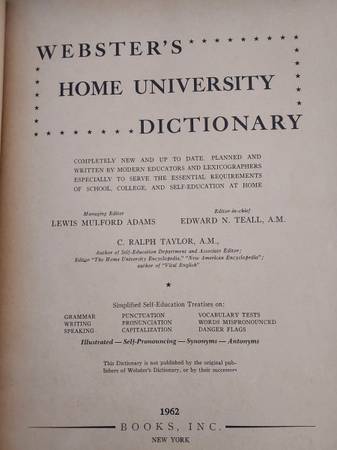 WEBSTER'S
HOME UNIVERSITY
DICTIONARY
COMPLETELY NEW AND UP TO DATE PLANNED AND
WRITTEN BY MODERN EDUCATORS AND LEXICOGRAPHERS
ESPECIALLY TO SERVE THE ESSENTIAL REQUIREMENTS
OF SCHOOL, COLLEGE, AND SELF-EDUCATION AT HOME
Managing Editor Editor-in-chief
LEWIS MULFORD ADAMS EDWARD N. TEALL, A.M.
C. RALPH TAYLOR, A.M.,
Author of Self-Education Department and Associate Editor;
Editor "The Home University Encyclopedia," "New American Encyclopedia";
author of "Vital English"
Simplified Self-Education Treatises on:
GRAMMAR PUNCTUATION VOCABULARY TESTS
WRITING PRONUNCIATION WORDS MISPRONOUNCED
SPEAKING CAPITALIZATION DANGER FLAGS
Illustrated — Self-Pronouncing — Synonyms — Antonyms
This Dictionary is not published by the original pub-
lishers of Webster's Dictionary, or by their successors
1962
BOOKS, INC.
NEW YORK